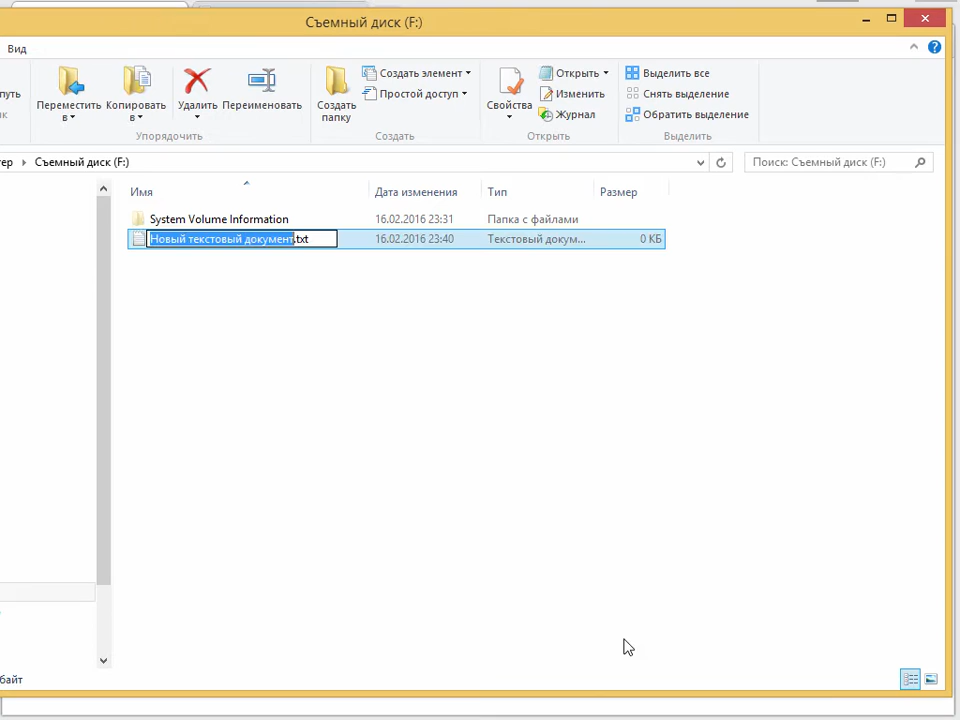 Съемный диск (F:)
Вид
Переместить в
Копировать в
Удалить
Переименовать
Упорядочить
Создать папку
Создать элемент
Простой доступ
Создать
Свойства
Открыть
Изменить
Журнал
Открыть
Выделить все
Снять выделение
Обратить выделение
Выделить
Съемный диск (F:)
Поиск: Съемный диск (F:)
Имя Дата изменения Тип Размер
System Volume Information 16.02.2016 23:31 Папка с файлами
Новый текстовый документ.txt 16.02.2016 23:40 Текстовый докум... 0 КБ
байт